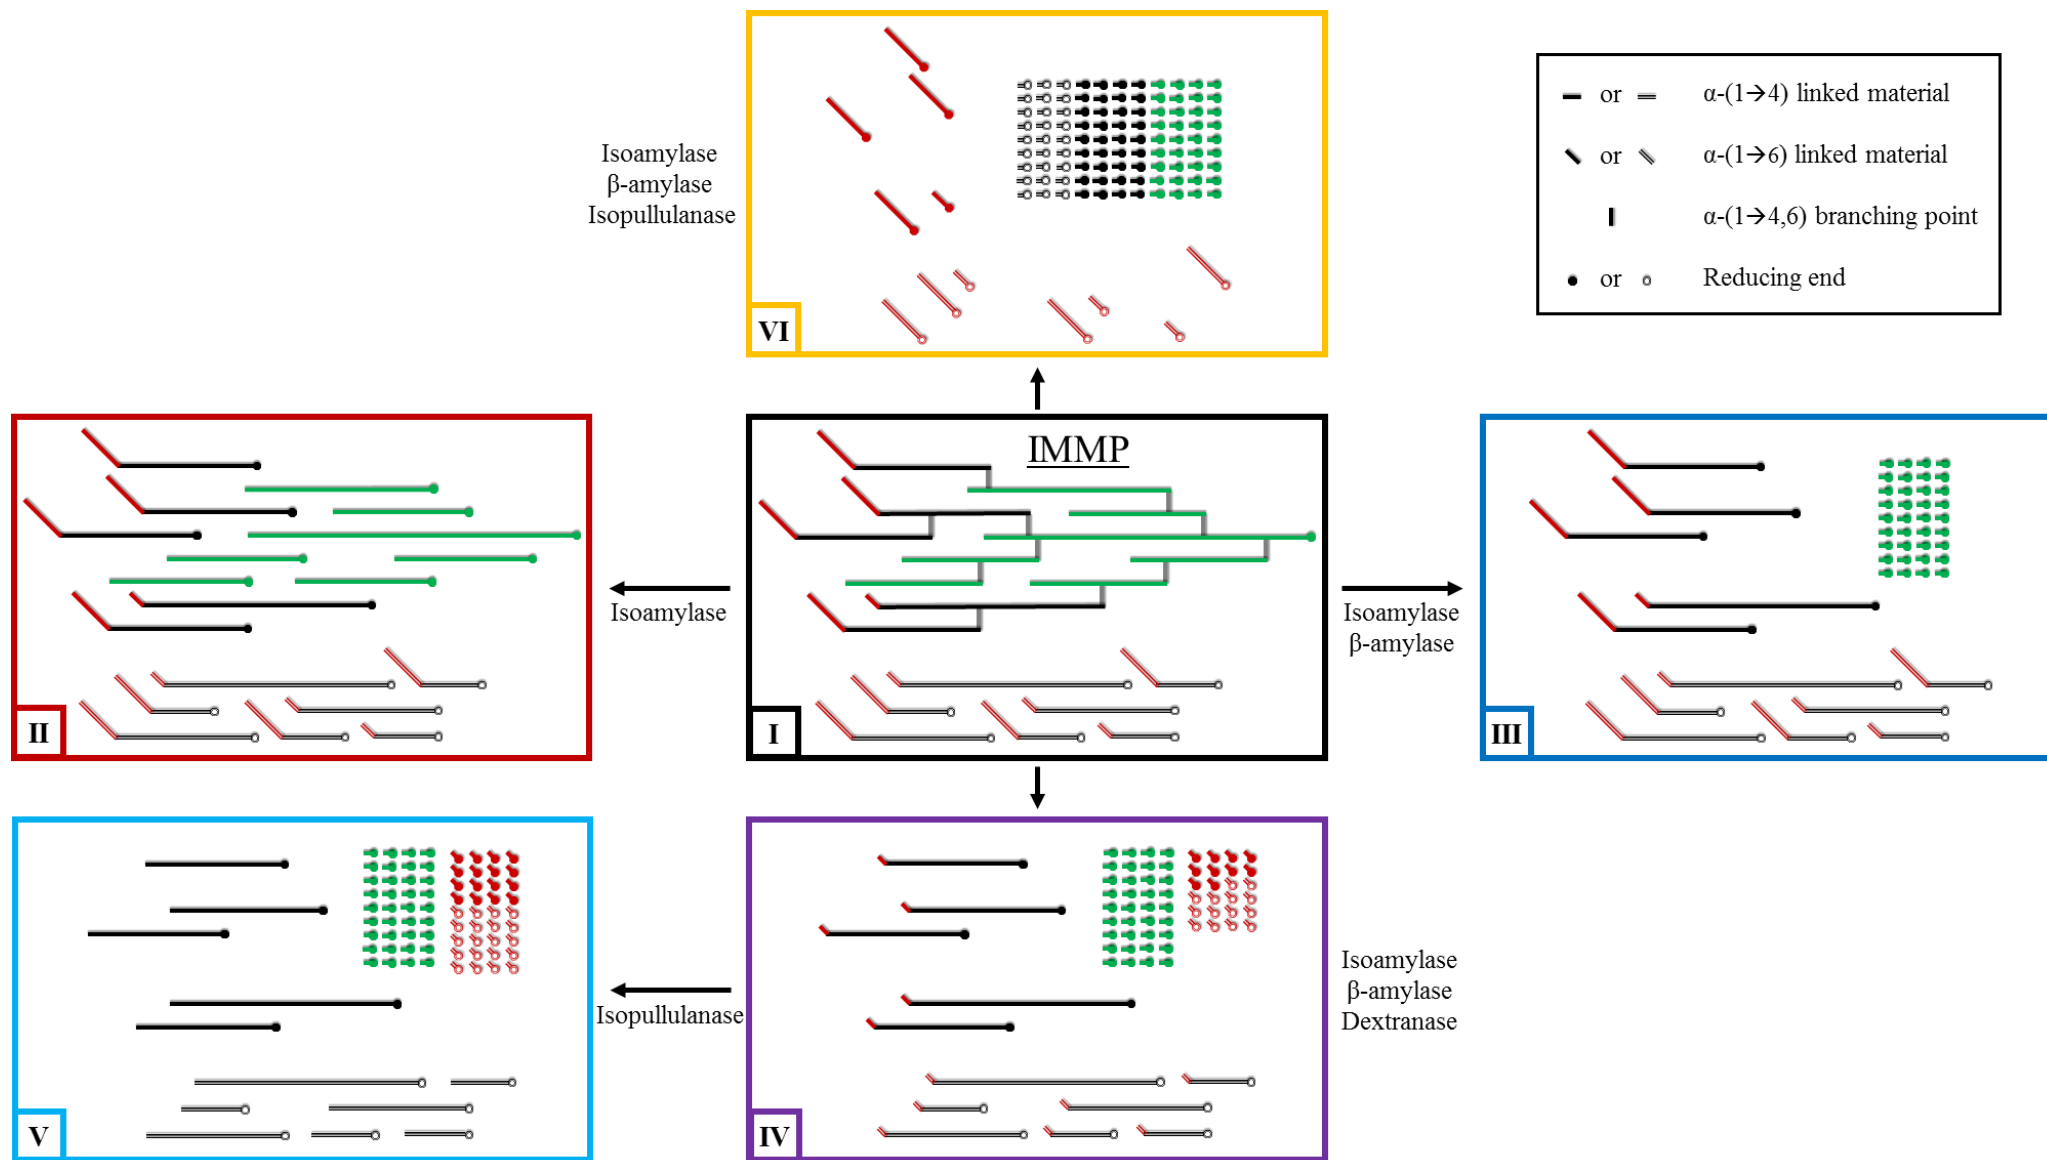 Isoamylase
β-amylase
Isopullulanase
VI
or
α-(1→4) linked material
or
α-(1→6) linked material
α-(1→4,6) branching point
or
Reducing end
II
Isoamylase
IMMP
I
Isoamylase
β-amylase
III
V
Isopullulanase
IV
Isoamylase
β-amylase
Dextranase